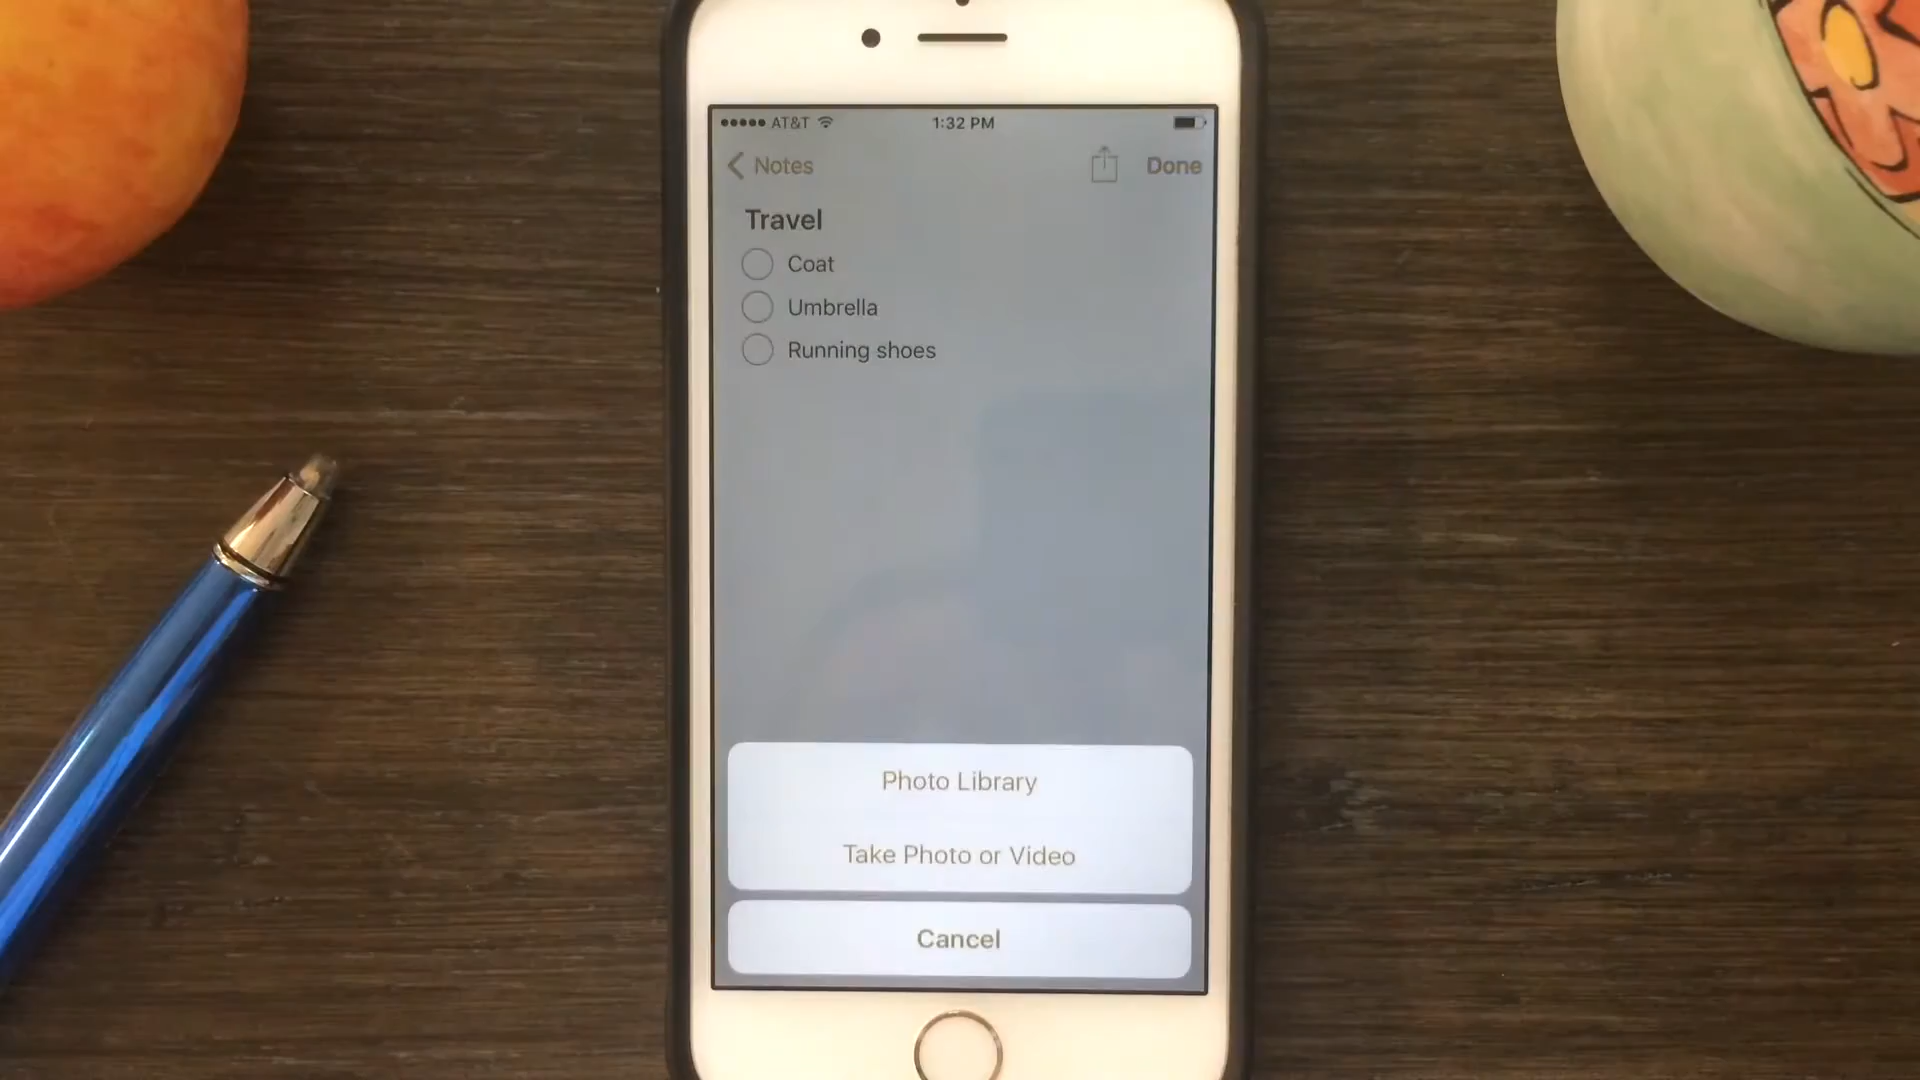 AT&T 1:32 PM
Notes Done
Travel
Coat
Umbrella
Running shoes
Photo Library
Take Photo or Video
Cancel